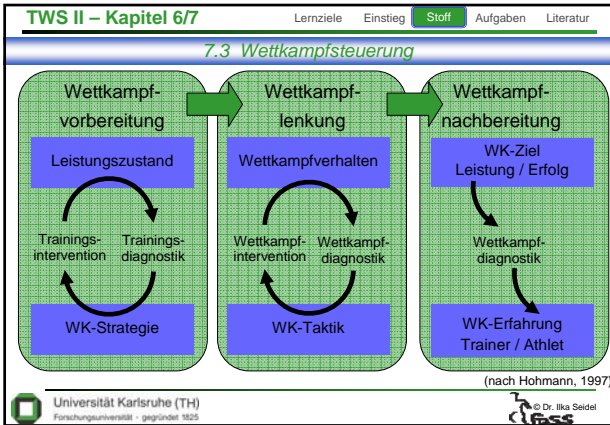 TWS II – Kapitel 6/7
Lernziele Einstieg Stoff Aufgaben Literatur
7.3 Wettkampfsteuerung
Wettkampf-
vorbereitung
Leistungszustand
Trainings-
intervention
Trainings-
diagnostik
WK-Strategie
Wettkampf-
lenkung
Wettkampfverhalten
Wettkampf-
intervention
Wettkampf-
diagnostik
WK-Taktik
Wettkampf-
nachbereitung
WK-Ziel
Leistung / Erfolg
Wettkampf-
diagnostik
WK-Erfahrung
Trainer / Athlet
(nach Hohmann, 1997)
Universität Karlsruhe (TH)
Forschungsuniversität · gegründet 1825
© Dr. Ilka Seidel
FoSS